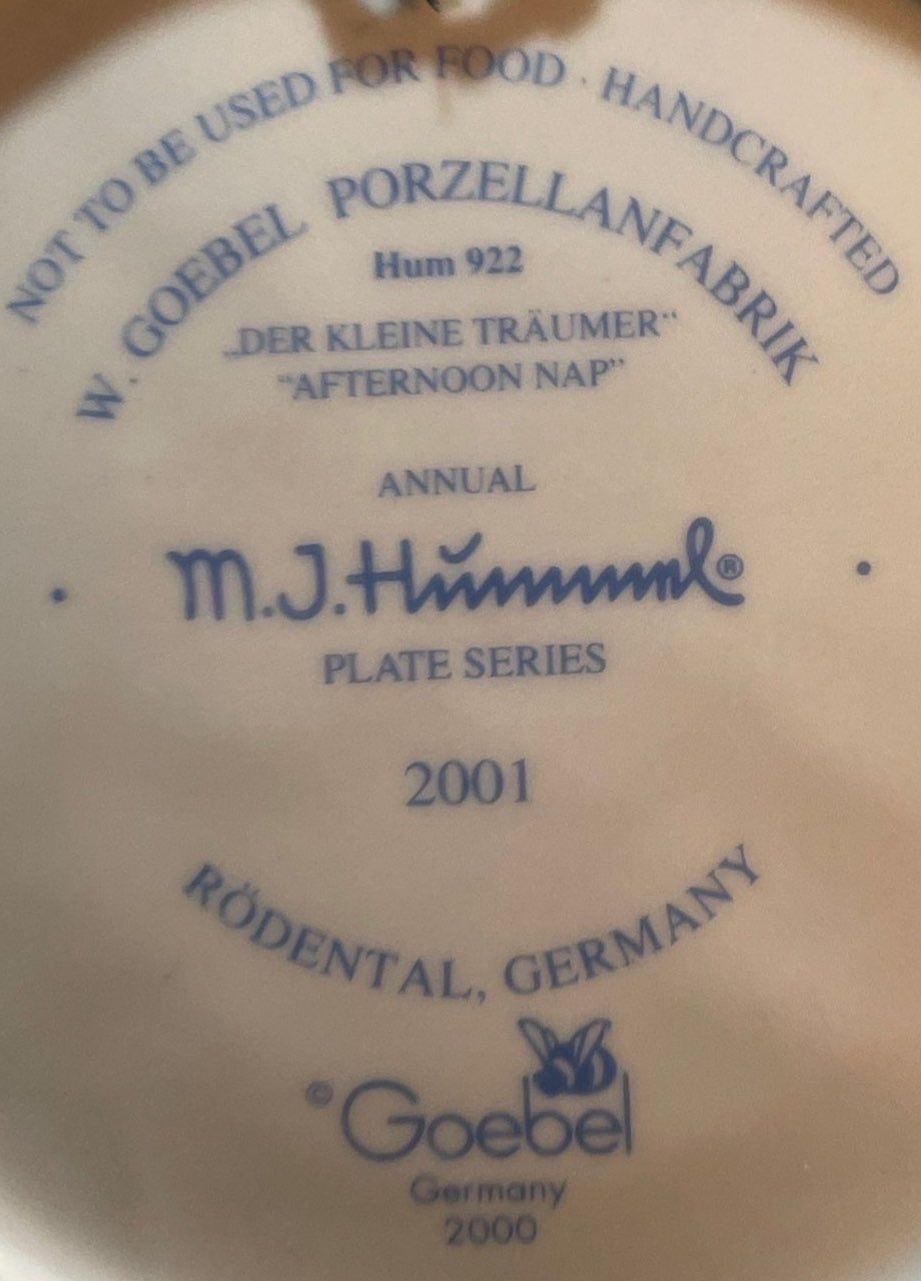 NOT TO BE USED FOR FOOD · HANDCRAFTED
W. GOEBEL PORZELLANFABRIK
Hum 922
„DER KLEINE TRÄUMER“
“AFTERNOON NAP”
ANNUAL
M.J.Hummel®
PLATE SERIES
2001
RÖDENTAL, GERMANY
© Goebel
Germany
2000